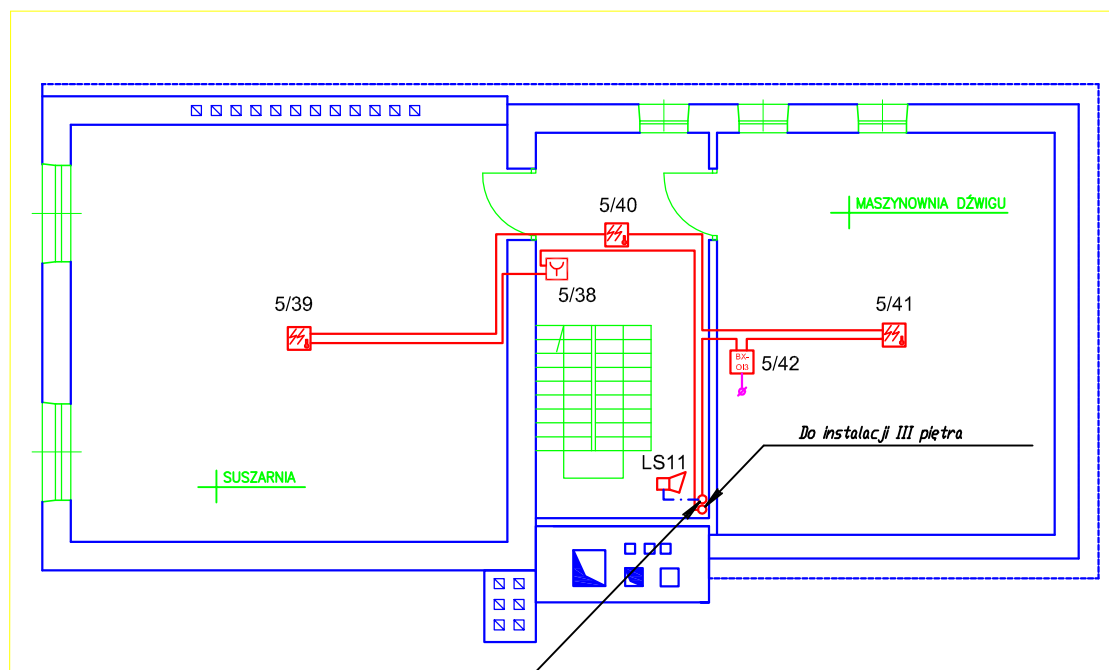 5/40
MASZYNOWNIA DŹWIGU
5/38
5/39
5/41
BX-
OI3
5/42
Do instalacji III piętra
LS11
SUSZARNIA